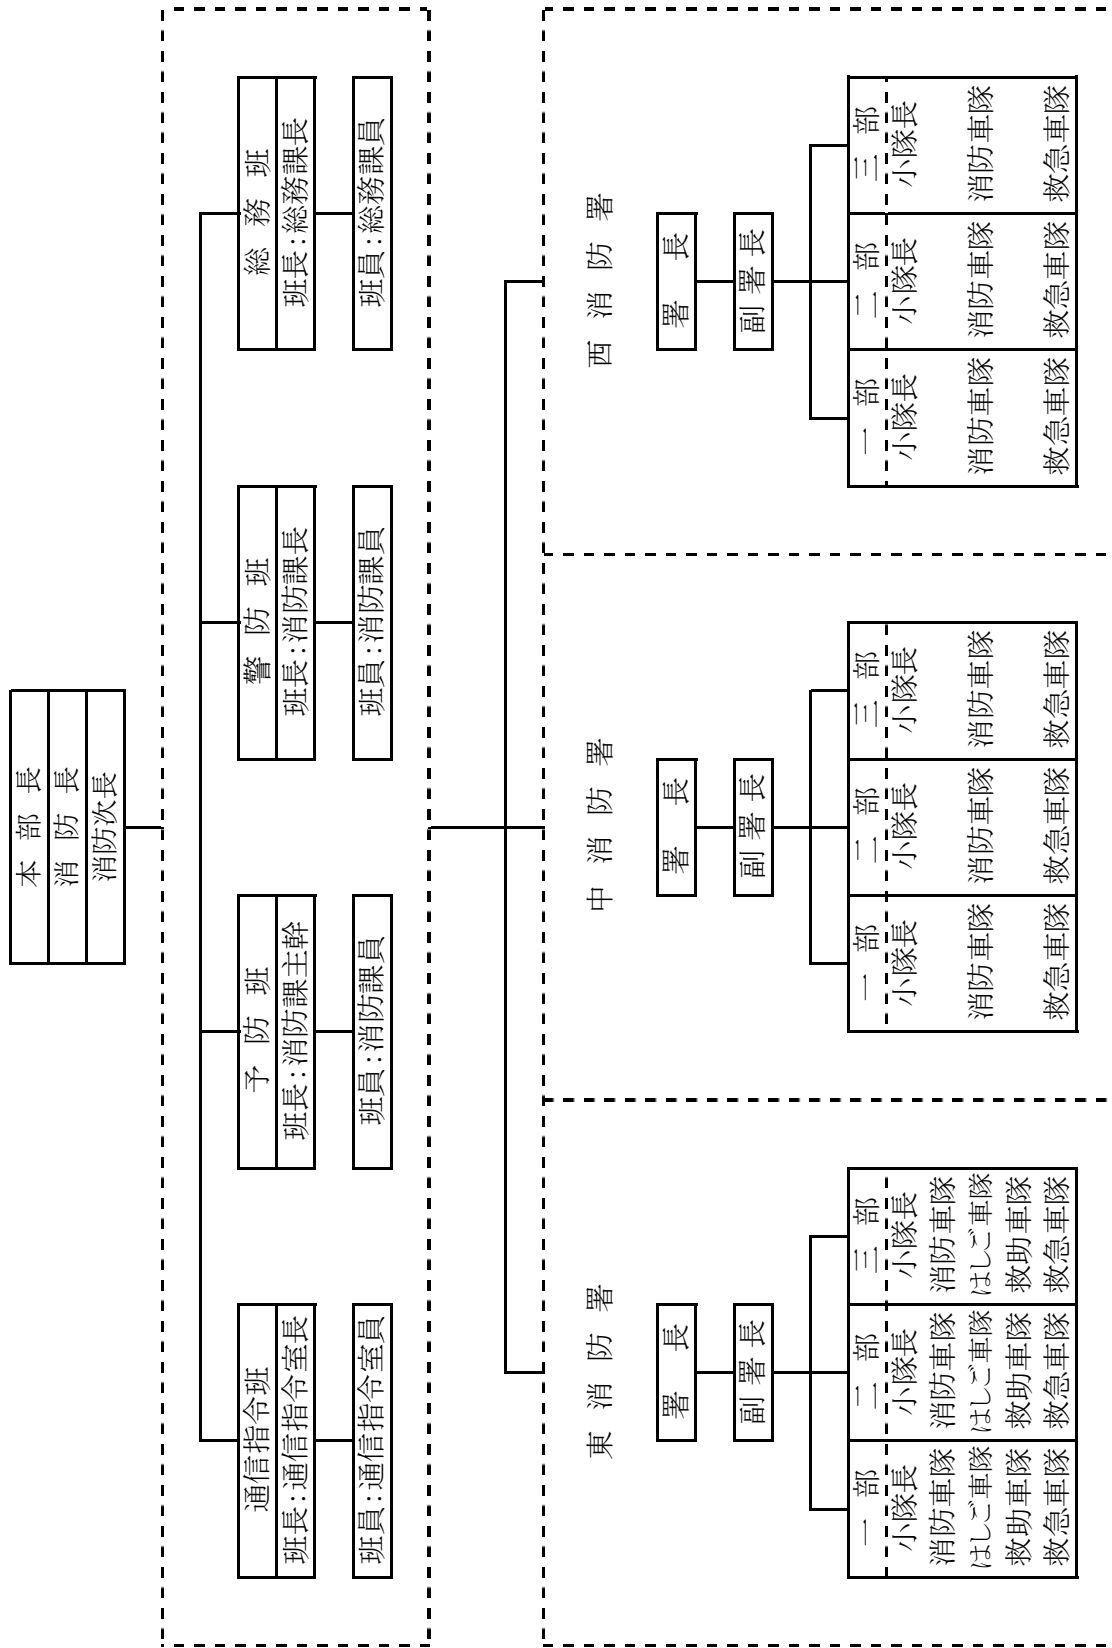 本部長
消防長
消防次長
通信指令班
班長：通信指令室長
班員：通信指令室員
予防班
班長：消防課主幹
班員：消防課員
警防班
班長：消防課長
班員：消防課員
総務班
班長：総務課長
班員：総務課員
東消防署
署長
副署長
一部
小隊長
消防車隊
はしご車隊
救助車隊
救急車隊
二部
小隊長
消防車隊
はしご車隊
救助車隊
救急車隊
三部
小隊長
消防車隊
はしご車隊
救助車隊
救急車隊
中消防署
署長
副署長
一部
小隊長
消防車隊
救急車隊
二部
小隊長
消防車隊
救急車隊
三部
小隊長
消防車隊
救急車隊
西消防署
署長
副署長
一部
小隊長
消防車隊
救急車隊
二部
小隊長
消防車隊
救急車隊
三部
小隊長
消防車隊
救急車隊